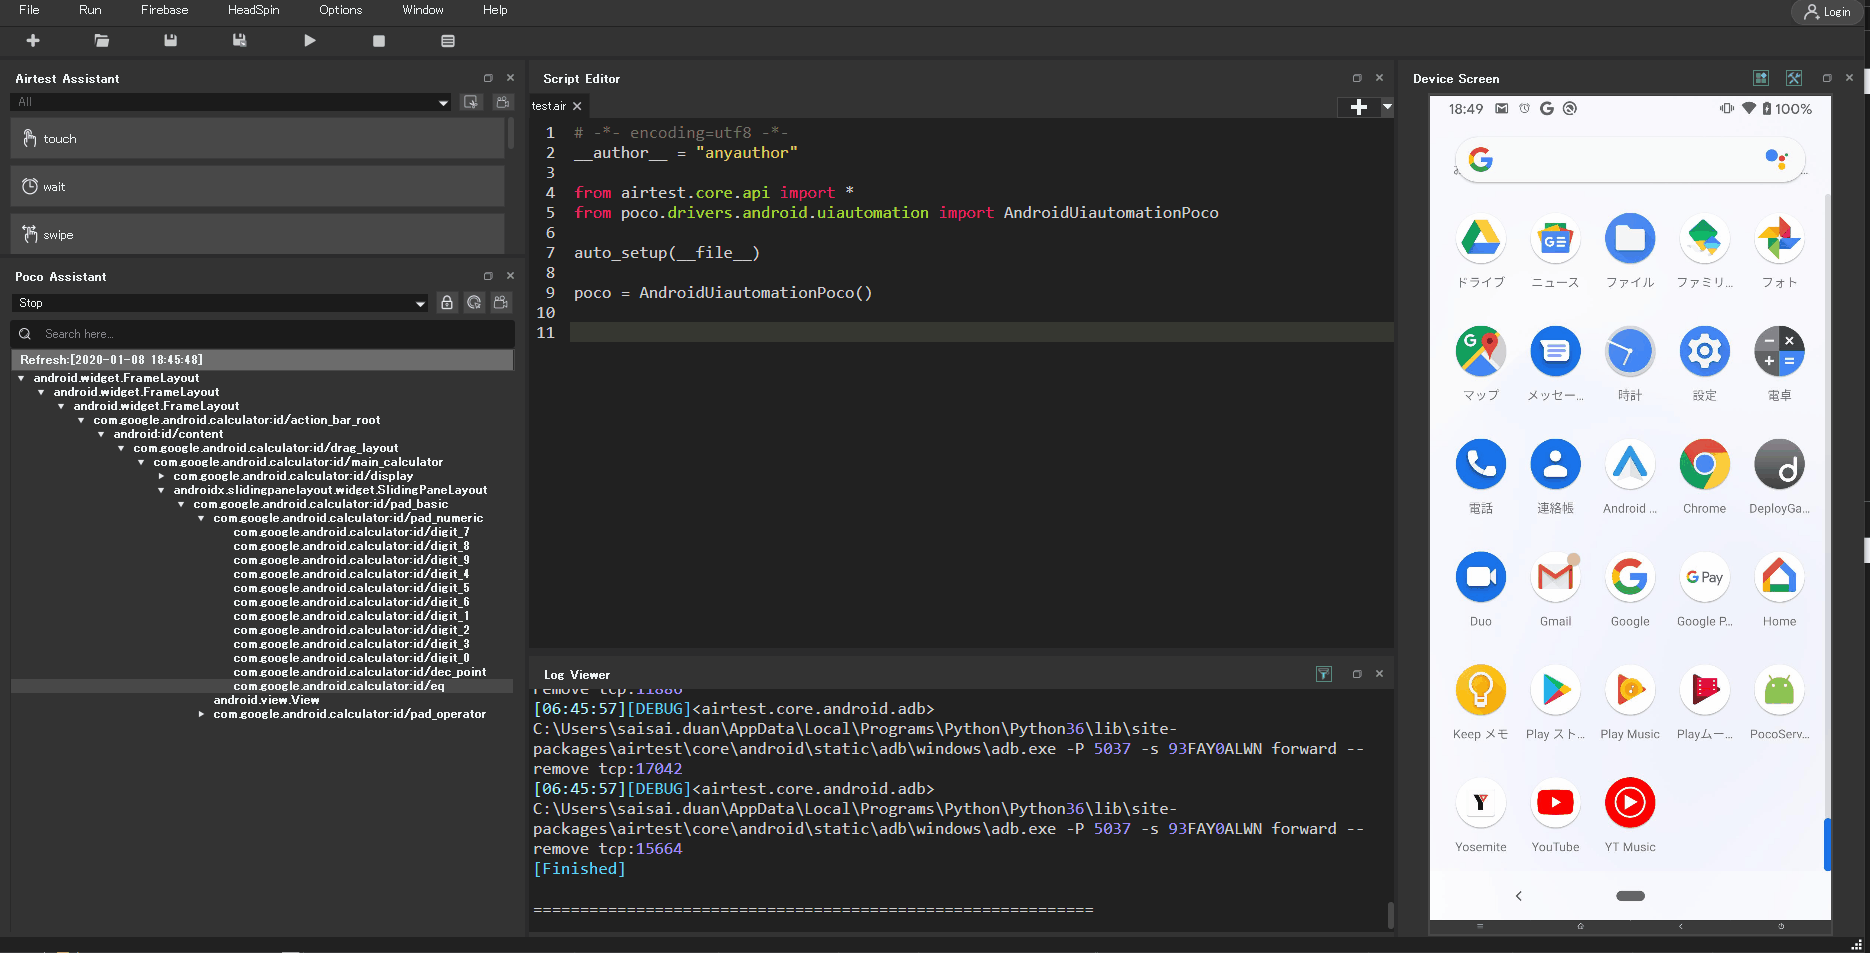 File Run Firebase HeadSpin Options Window Help
Login
Airtest Assistant
All
touch
wait
swipe
Poco Assistant
Stop
Search here...
Refresh:[2020-01-08 18:45:48]
android.widget.FrameLayout
android.widget.FrameLayout
android.widget.FrameLayout
com.google.android.calculator:id/action_bar_root
android:id/content
com.google.android.calculator:id/drag_layout
com.google.android.calculator:id/main_calculator
com.google.android.calculator:id/display
androidx.slidingpanelayout.widget.SlidingPaneLayout
com.google.android.calculator:id/pad_basic
com.google.android.calculator:id/pad_numeric
com.google.android.calculator:id/digit_7
com.google.android.calculator:id/digit_8
com.google.android.calculator:id/digit_9
com.google.android.calculator:id/digit_4
com.google.android.calculator:id/digit_5
com.google.android.calculator:id/digit_6
com.google.android.calculator:id/digit_1
com.google.android.calculator:id/digit_2
com.google.android.calculator:id/digit_3
com.google.android.calculator:id/digit_0
com.google.android.calculator:id/dec_point
com.google.android.calculator:id/eq
android.view.View
com.google.android.calculator:id/pad_operator
Script Editor
test.air
1 # -*- encoding=utf8 -*-
2 __author__ = "anyauthor"
3
4 from airtest.core.api import *
5 from poco.drivers.android.uiautomation import AndroidUiautomationPoco
6
7 auto_setup(__file__)
8
9 poco = AndroidUiautomationPoco()
10
11
Log Viewer
remove tcp:11886
[06:45:57][DEBUG]<airtest.core.android.adb>
C:\Users\saisai.duan\AppData\Local\Programs\Python\Python36\lib\site-
packages\airtest\core\android\static\adb\windows\adb.exe -P 5037 -s 93FAY0ALWN forward --
remove tcp:17042
[06:45:57][DEBUG]<airtest.core.android.adb>
C:\Users\saisai.duan\AppData\Local\Programs\Python\Python36\lib\site-
packages\airtest\core\android\static\adb\windows\adb.exe -P 5037 -s 93FAY0ALWN forward --
remove tcp:15664
[Finished]
============================================================
Device Screen
18:49 100%
ドライブ ニュース ファイル ファミリ... フォト
マップ メッセー... 時計 設定 電卓
電話 連絡帳 Android ... Chrome DeployGa...
G Pay
Duo Gmail Google Google P... Home
Keep メモ Play スト... Play Music Playムー... PocoServ...
Yosemite YouTube YT Music